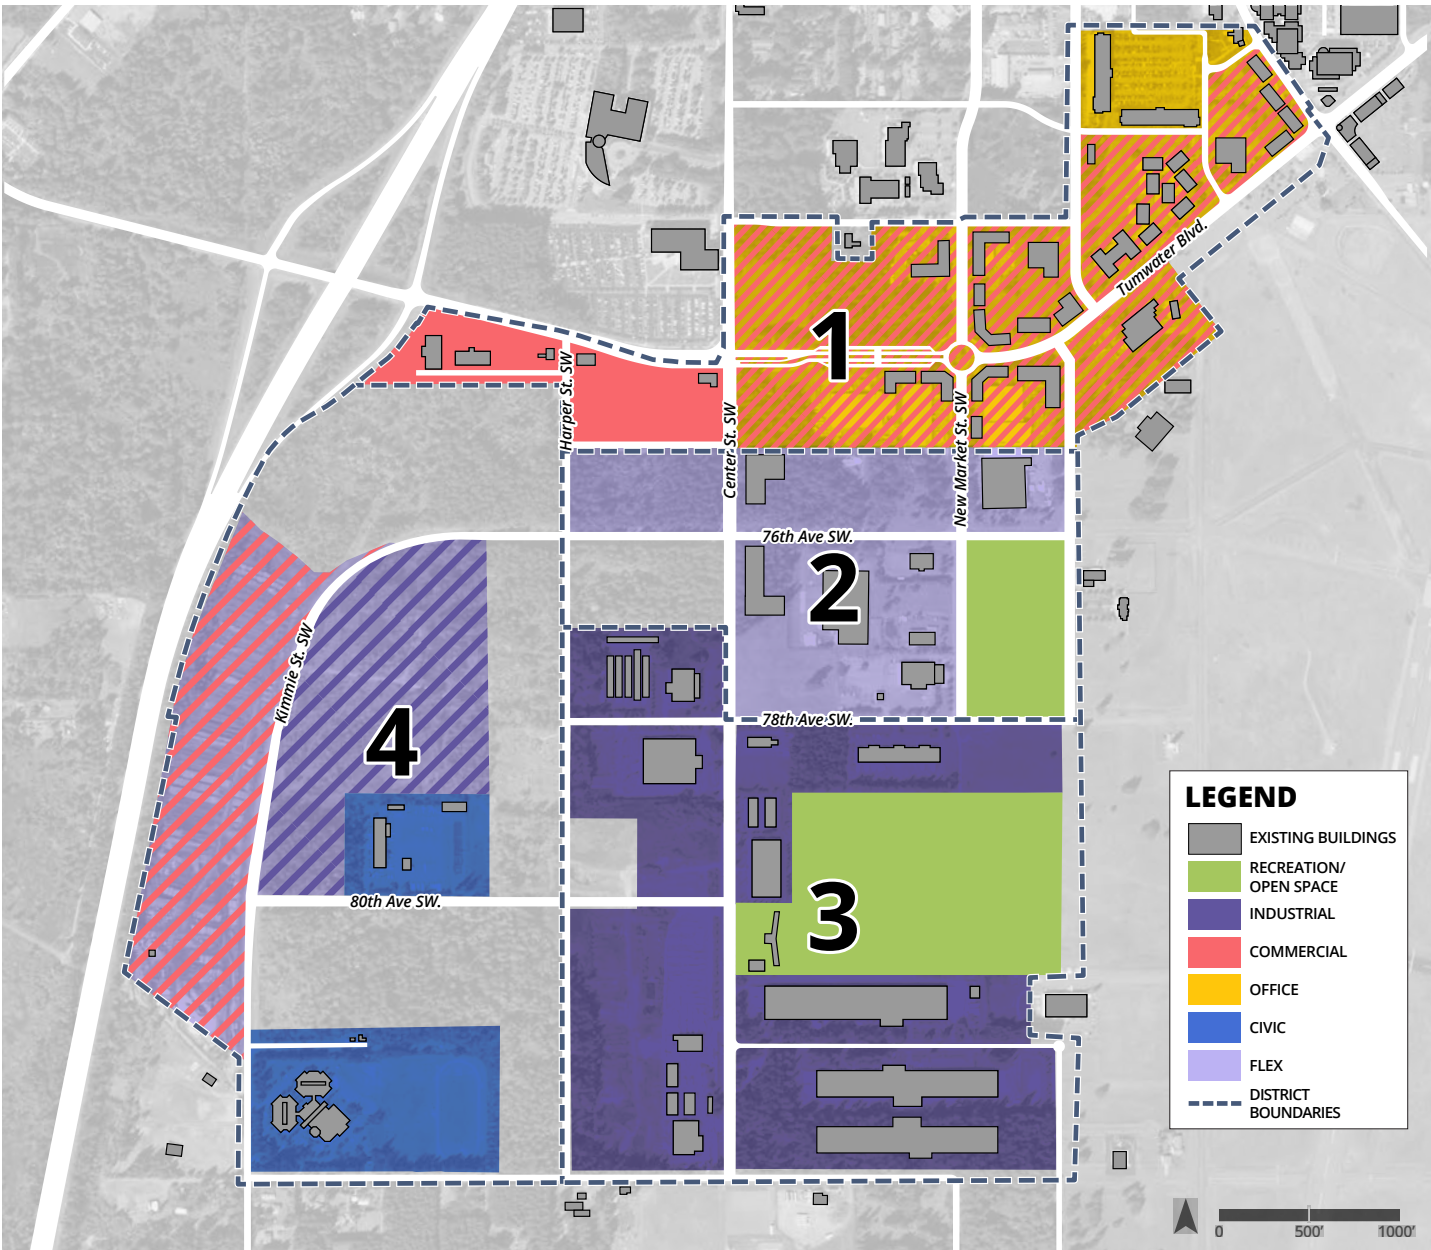 Tumwater Blvd.
1
Harper St. SW
Center St. SW
New Market St. SW
76th Ave SW.
2
Kimmie St. SW
4
78th Ave SW.
80th Ave SW.
3
LEGEND
EXISTING BUILDINGS
RECREATION/
OPEN SPACE
INDUSTRIAL
COMMERCIAL
OFFICE
CIVIC
FLEX
DISTRICT
BOUNDARIES
0 500' 1000'